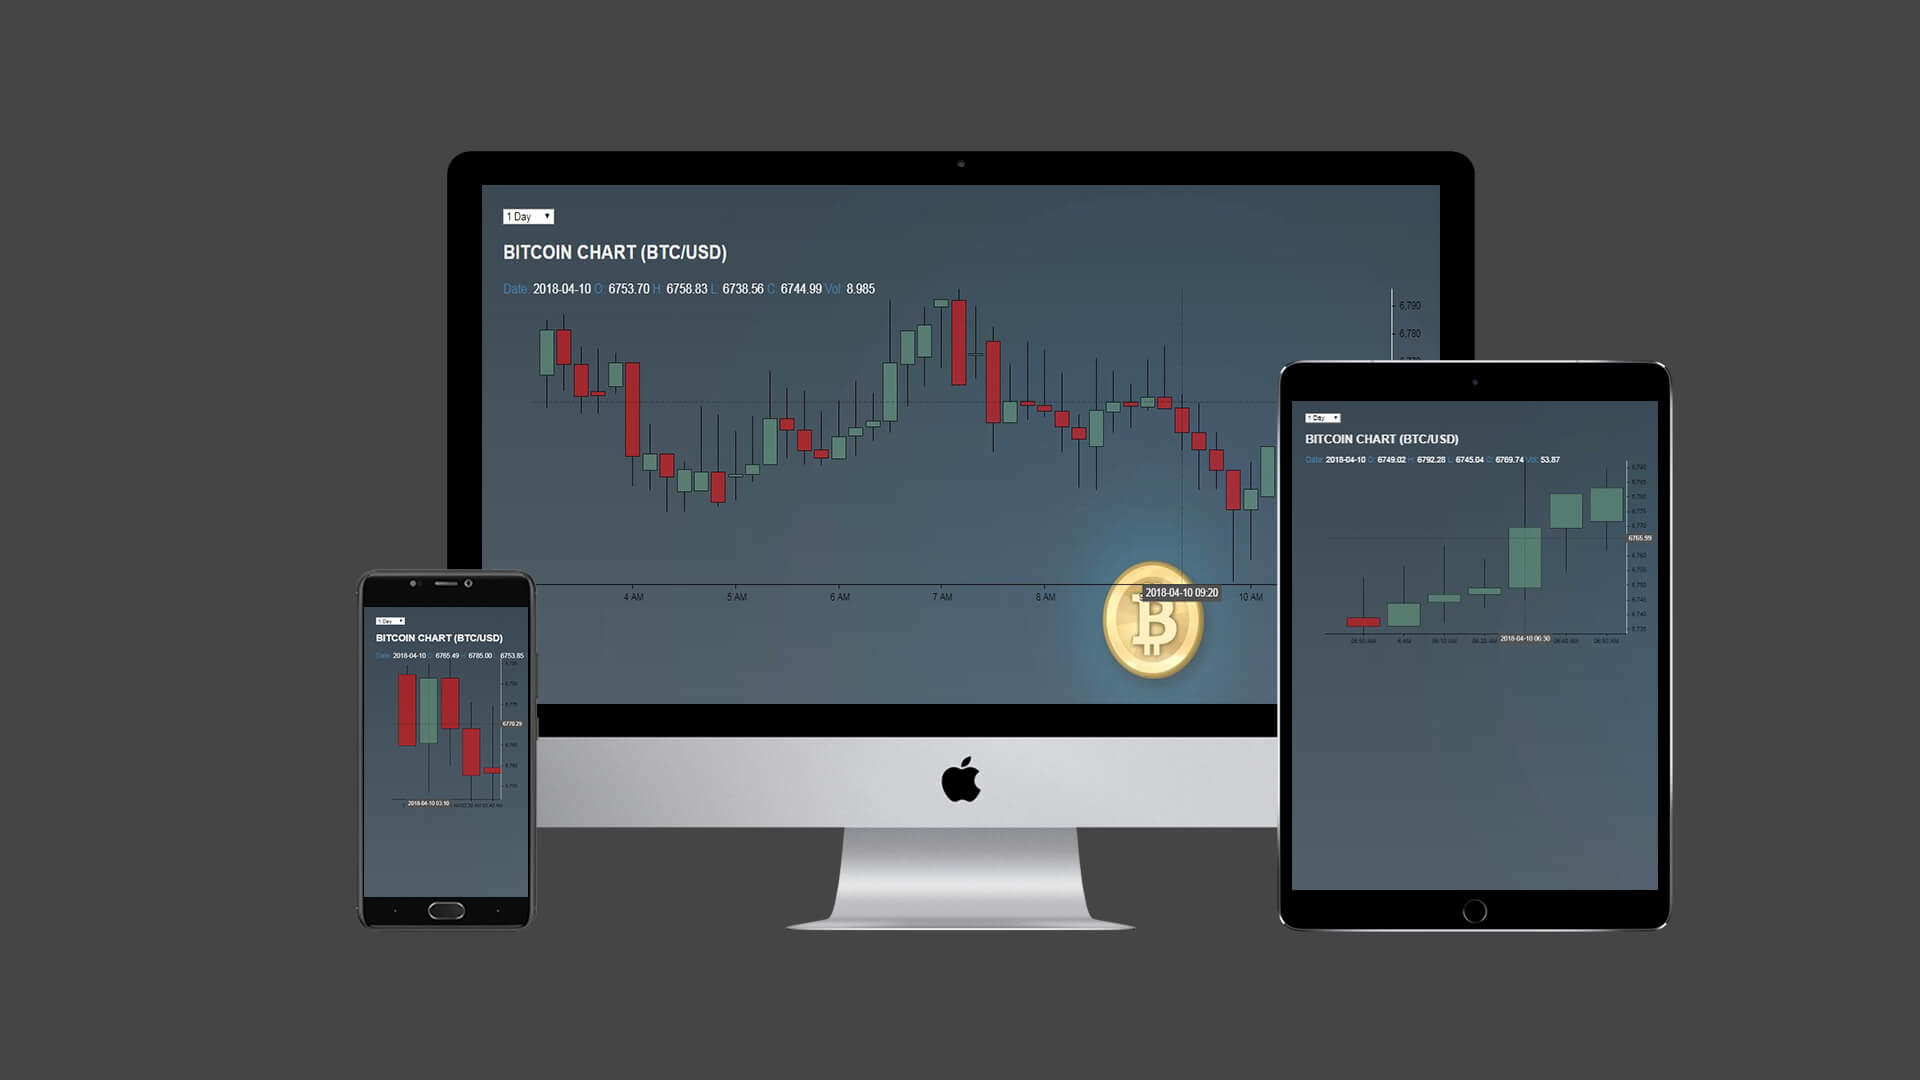 1 Day
BITCOIN CHART (BTC/USD)
Date: 2018-04-10 O: 6753.70 H: 6758.83 L: 6738.56 C: 6744.99 Vol: 8.985
6,790
6,780
4 AM 5 AM 6 AM 7 AM 8 AM 2018-04-10 09:20 10 AM
1 Day
BITCOIN CHART (BTC/USD)
Date: 2018-04-10 O: 6765.49 H: 6785.00 L: 6753.85
6770.29
2018-04-10 03:10
1 Day
BITCOIN CHART (BTC/USD)
Date: 2018-04-10 O: 6749.02 H: 6792.28 L: 6745.04 C: 6769.74 Vol: 53.87
6765.99
2018-04-10 06:30